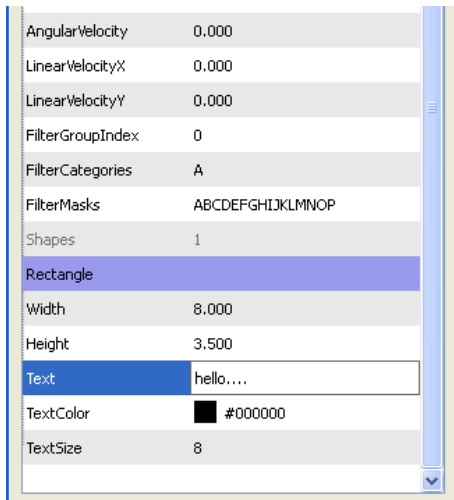 AngularVelocity 0.000
LinearVelocityX 0.000
LinearVelocityY 0.000
FilterGroupIndex 0
FilterCategories A
FilterMasks ABCDEFGHIJKLMNOP
Shapes 1
Rectangle
Width 8.000
Height 3.500
Text hello....
TextColor #000000
TextSize 8